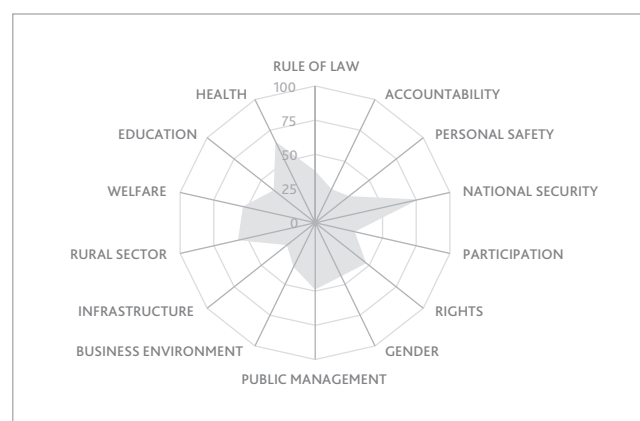 RULE OF LAW
100
HEALTH
ACCOUNTABILITY
75
EDUCATION
PERSONAL SAFETY
50
WELFARE
25
NATIONAL SECURITY
0
RURAL SECTOR
PARTICIPATION
INFRASTRUCTURE
RIGHTS
BUSINESS ENVIRONMENT
GENDER
PUBLIC MANAGEMENT